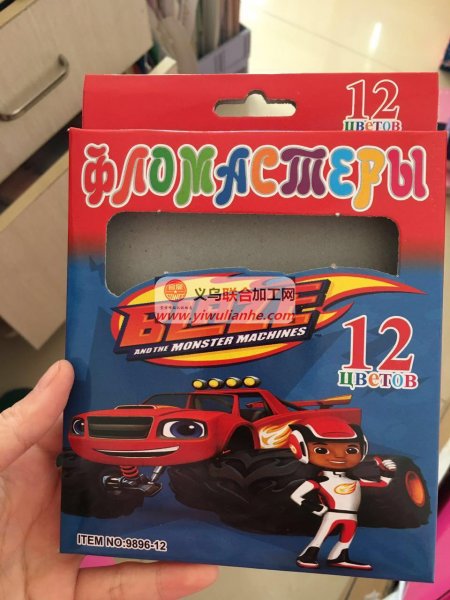 12
ЦВЕТОВ
ФЛОМАСТЕРЫ
义乌联合加工网
www.yiwulianhe.com
BLAZE
AND THE MONSTER MACHINES
12
ЦВЕТОВ
ITEM NO:9896-12